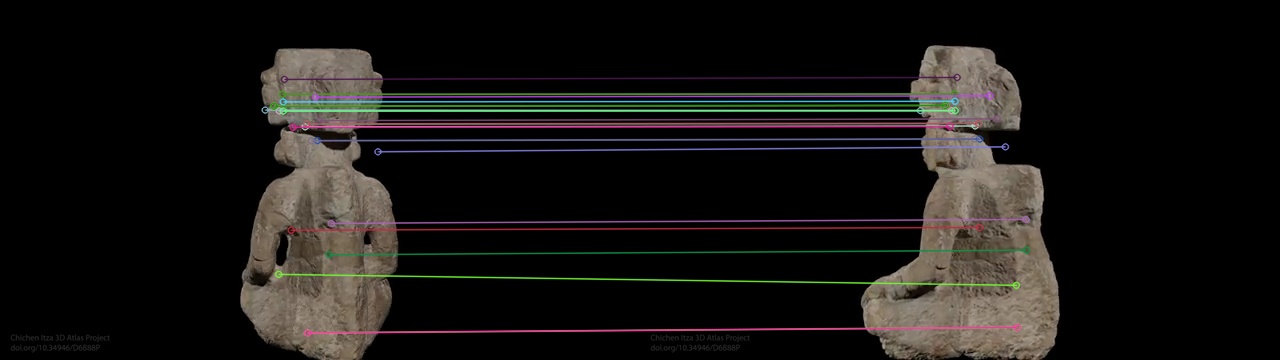 Chichen Itza 3D Atlas Project
doi.org/10.34946/D6B88P
Chichen Itza 3D Atlas Project
doi.org/10.34946/D6B88P